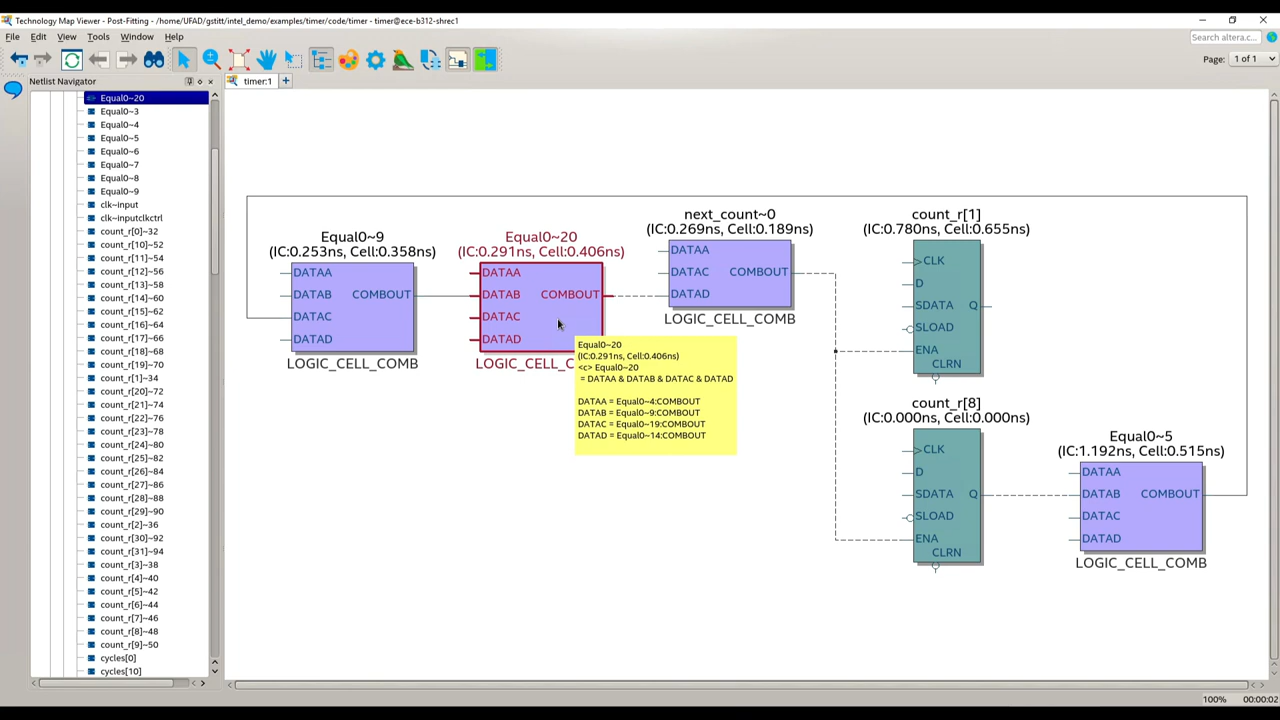 Technology Map Viewer - Post-Fitting - /home/UFAD/gstitt/intel_demo/examples/timer/code/timer - timer@ece-b312-shrec1
File Edit View Tools Window Help
Search altera.c...
Page: 1 of 1
Netlist Navigator
timer:1
Equal0~20
Equal0~3
Equal0~4
Equal0~5
Equal0~6
Equal0~7
Equal0~8
Equal0~9
clk~input
clk~inputclkctrl
count_r[0]~32
count_r[10]~52
count_r[11]~54
count_r[12]~56
count_r[13]~58
count_r[14]~60
count_r[15]~62
count_r[16]~64
count_r[17]~66
count_r[18]~68
count_r[19]~70
count_r[1]~34
count_r[20]~72
count_r[21]~74
count_r[22]~76
count_r[23]~78
count_r[24]~80
count_r[25]~82
count_r[26]~84
count_r[27]~86
count_r[28]~88
count_r[29]~90
count_r[2]~36
count_r[30]~92
count_r[31]~94
count_r[3]~38
count_r[4]~40
count_r[5]~42
count_r[6]~44
count_r[7]~46
count_r[8]~48
count_r[9]~50
cycles[0]
cycles[10]
Equal0~9
(IC:0.253ns, Cell:0.358ns)
DATAA
DATAB COMBOUT
DATAC
DATAD
LOGIC_CELL_COMB
Equal0~20
(IC:0.291ns, Cell:0.406ns)
DATAA
DATAB COMBOUT
DATAC
DATAD
LOGIC_CELL_C
Equal0~20
(IC:0.291ns, Cell:0.406ns)
<c> Equal0~20
= DATAA & DATAB & DATAC & DATAD
DATAA = Equal0~4:COMBOUT
DATAB = Equal0~9:COMBOUT
DATAC = Equal0~19:COMBOUT
DATAD = Equal0~14:COMBOUT
next_count~0
(IC:0.269ns, Cell:0.189ns)
DATAA
DATAC COMBOUT
DATAD
LOGIC_CELL_COMB
count_r[1]
(IC:0.780ns, Cell:0.655ns)
CLK
D
SDATA Q
SLOAD
ENA
CLRN
count_r[8]
(IC:0.000ns, Cell:0.000ns)
CLK
D
SDATA Q
SLOAD
ENA
CLRN
Equal0~5
(IC:1.192ns, Cell:0.515ns)
DATAA
DATAB COMBOUT
DATAC
DATAD
LOGIC_CELL_COMB
100% 00:00:02